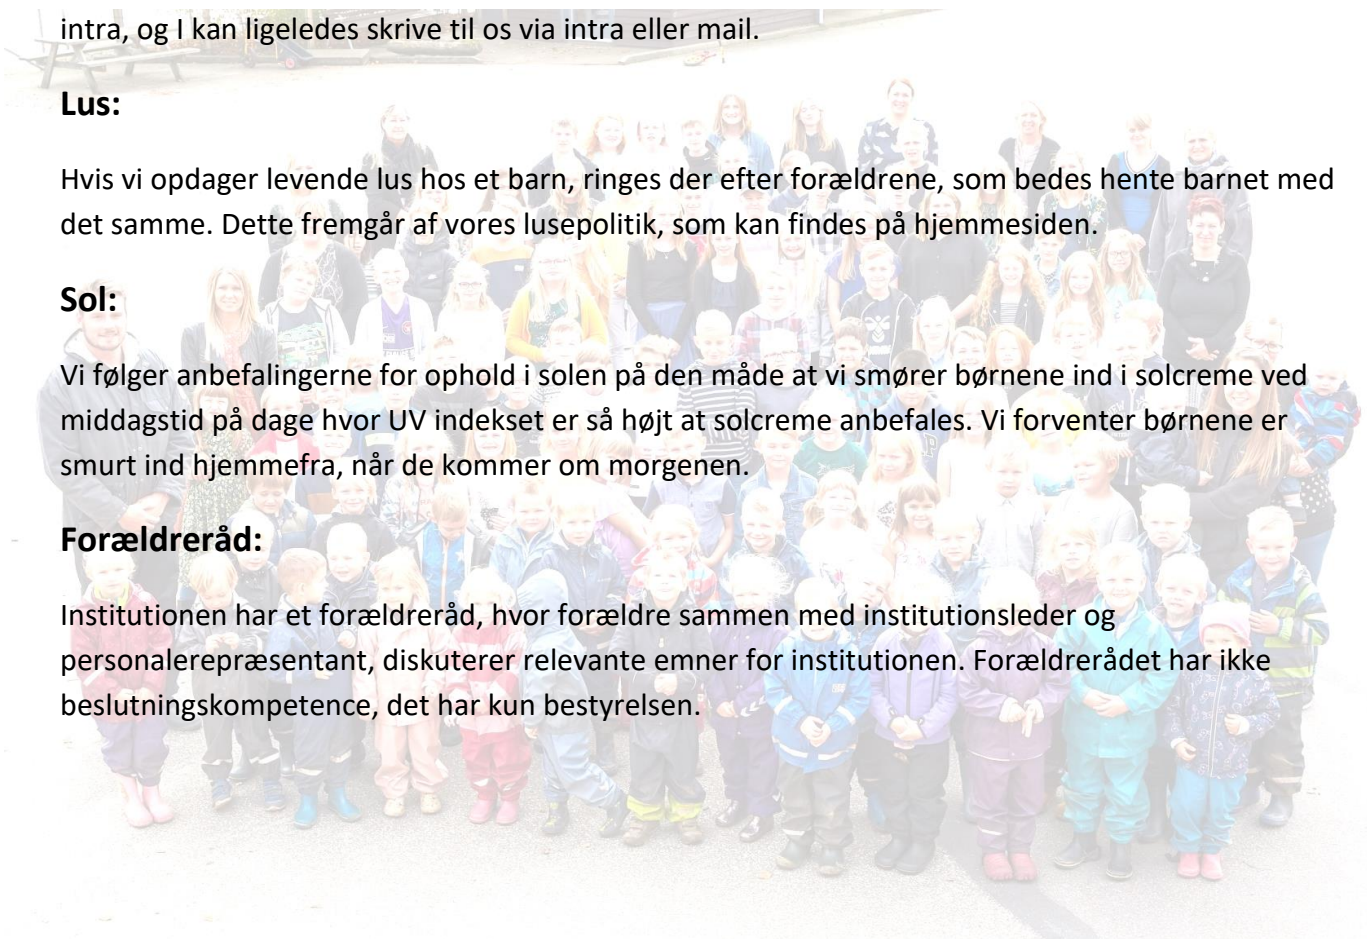 intra, og I kan ligeledes skrive til os via intra eller mail.
Lus:
Hvis vi opdager levende lus hos et barn, ringes der efter forældrene, som bedes hente barnet med
det samme. Dette fremgår af vores lusepolitik, som kan findes på hjemmesiden.
Sol:
Vi følger anbefalingerne for ophold i solen på den måde at vi smører børnene ind i solcreme ved
middagstid på dage hvor UV indekset er så højt at solcreme anbefales. Vi forventer børnene er
smurt ind hjemmefra, når de kommer om morgenen.
Forældreråd:
Institutionen har et forældreråd, hvor forældre sammen med institutionsleder og
personalerepræsentant, diskuterer relevante emner for institutionen. Forældrerådet har ikke
beslutningskompetence, det har kun bestyrelsen.